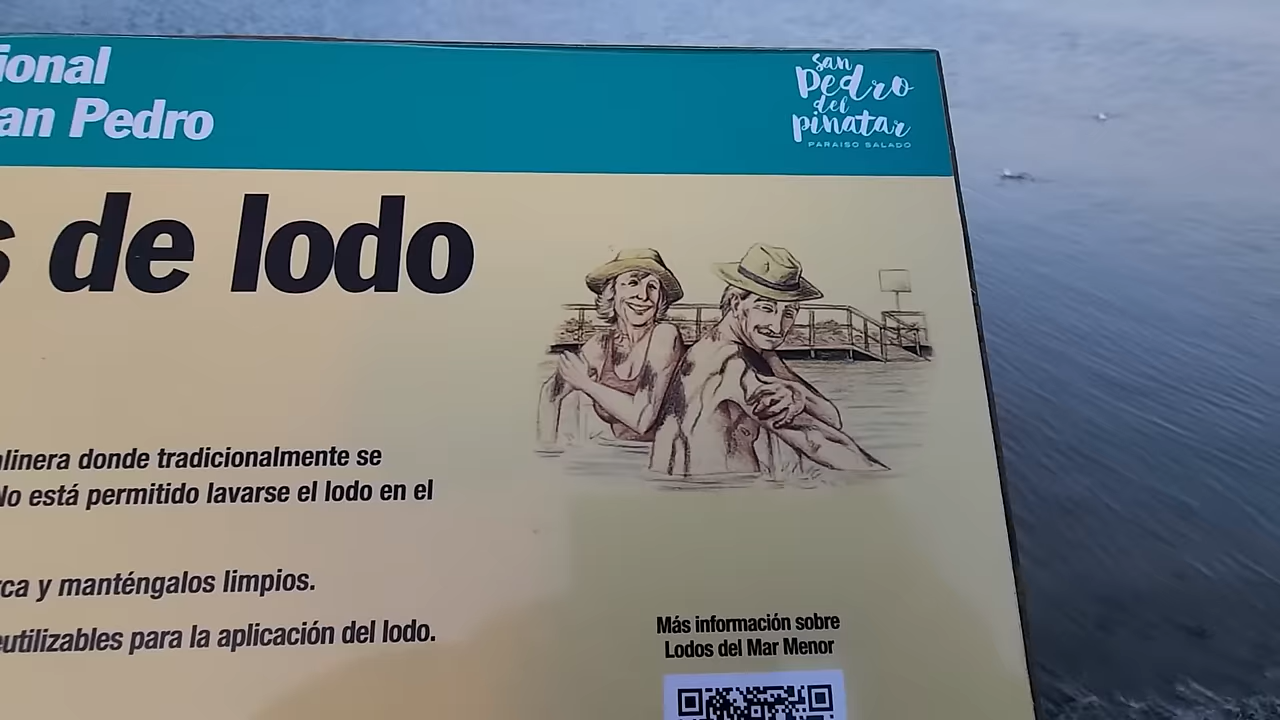 ional
an Pedro
san
pedro
del
pinatar
PARAISO SALADO
s de lodo
alinera donde tradicionalmente se
No está permitido lavarse el lodo en el
rca y manténgalos limpios.
eutilizables para la aplicación del lodo.
Más información sobre
Lodos del Mar Menor